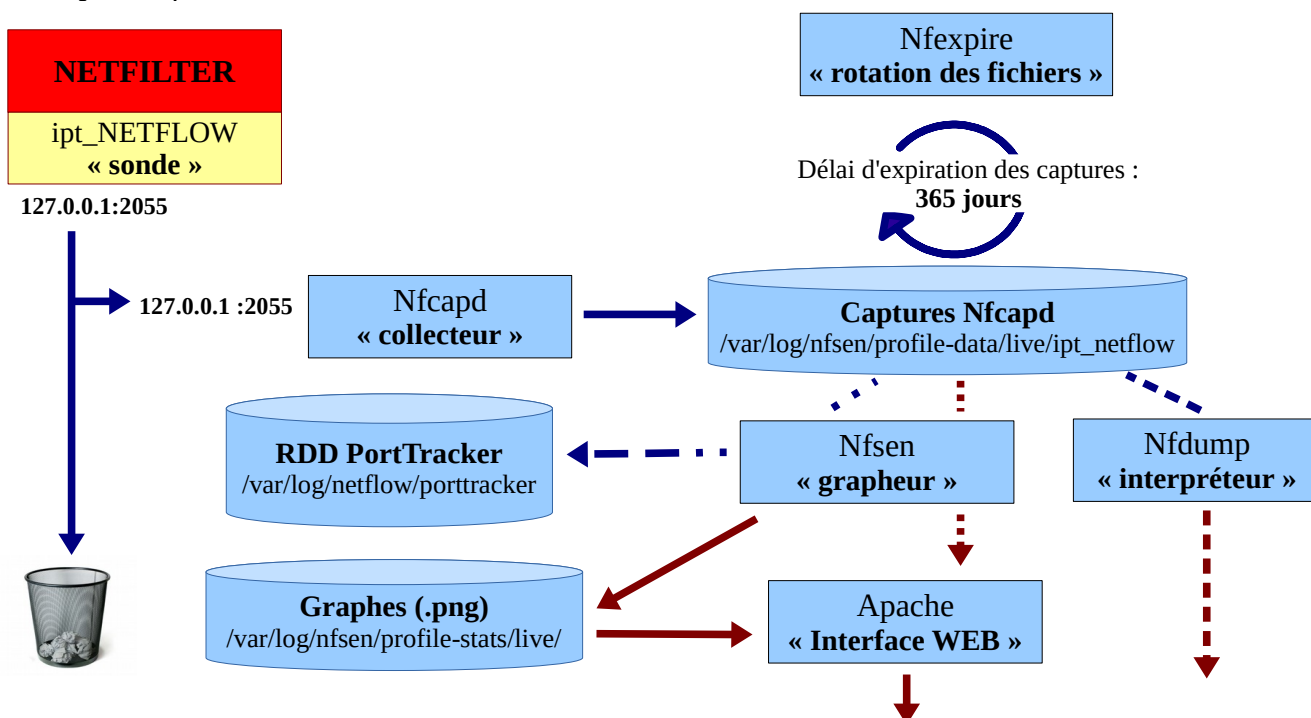 NETFILTER
ipt_NETFLOW
« sonde »
127.0.0.1:2055
Nfexpire
« rotation des fichiers »
Délai d'expiration des captures :
365 jours
127.0.0.1 :2055
Nfcapd
« collecteur »
Captures Nfcapd
/var/log/nfsen/profile-data/live/ipt_netflow
RDD PortTracker
/var/log/netflow/porttracker
Nfsen
« grapheur »
Nfdump
« interpréteur »
Graphes (.png)
/var/log/nfsen/profile-stats/live/
Apache
« Interface WEB »